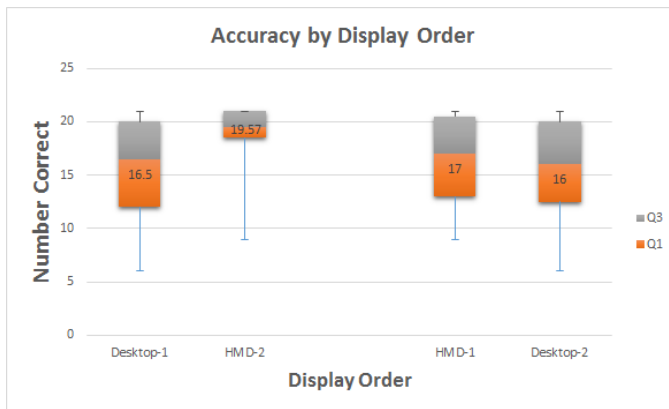 Accuracy by Display Order
25
20
15
10
5
0
Number Correct
16.5
19.57
17
16
Q3
Q1
Desktop-1
HMD-2
HMD-1
Desktop-2
Display Order